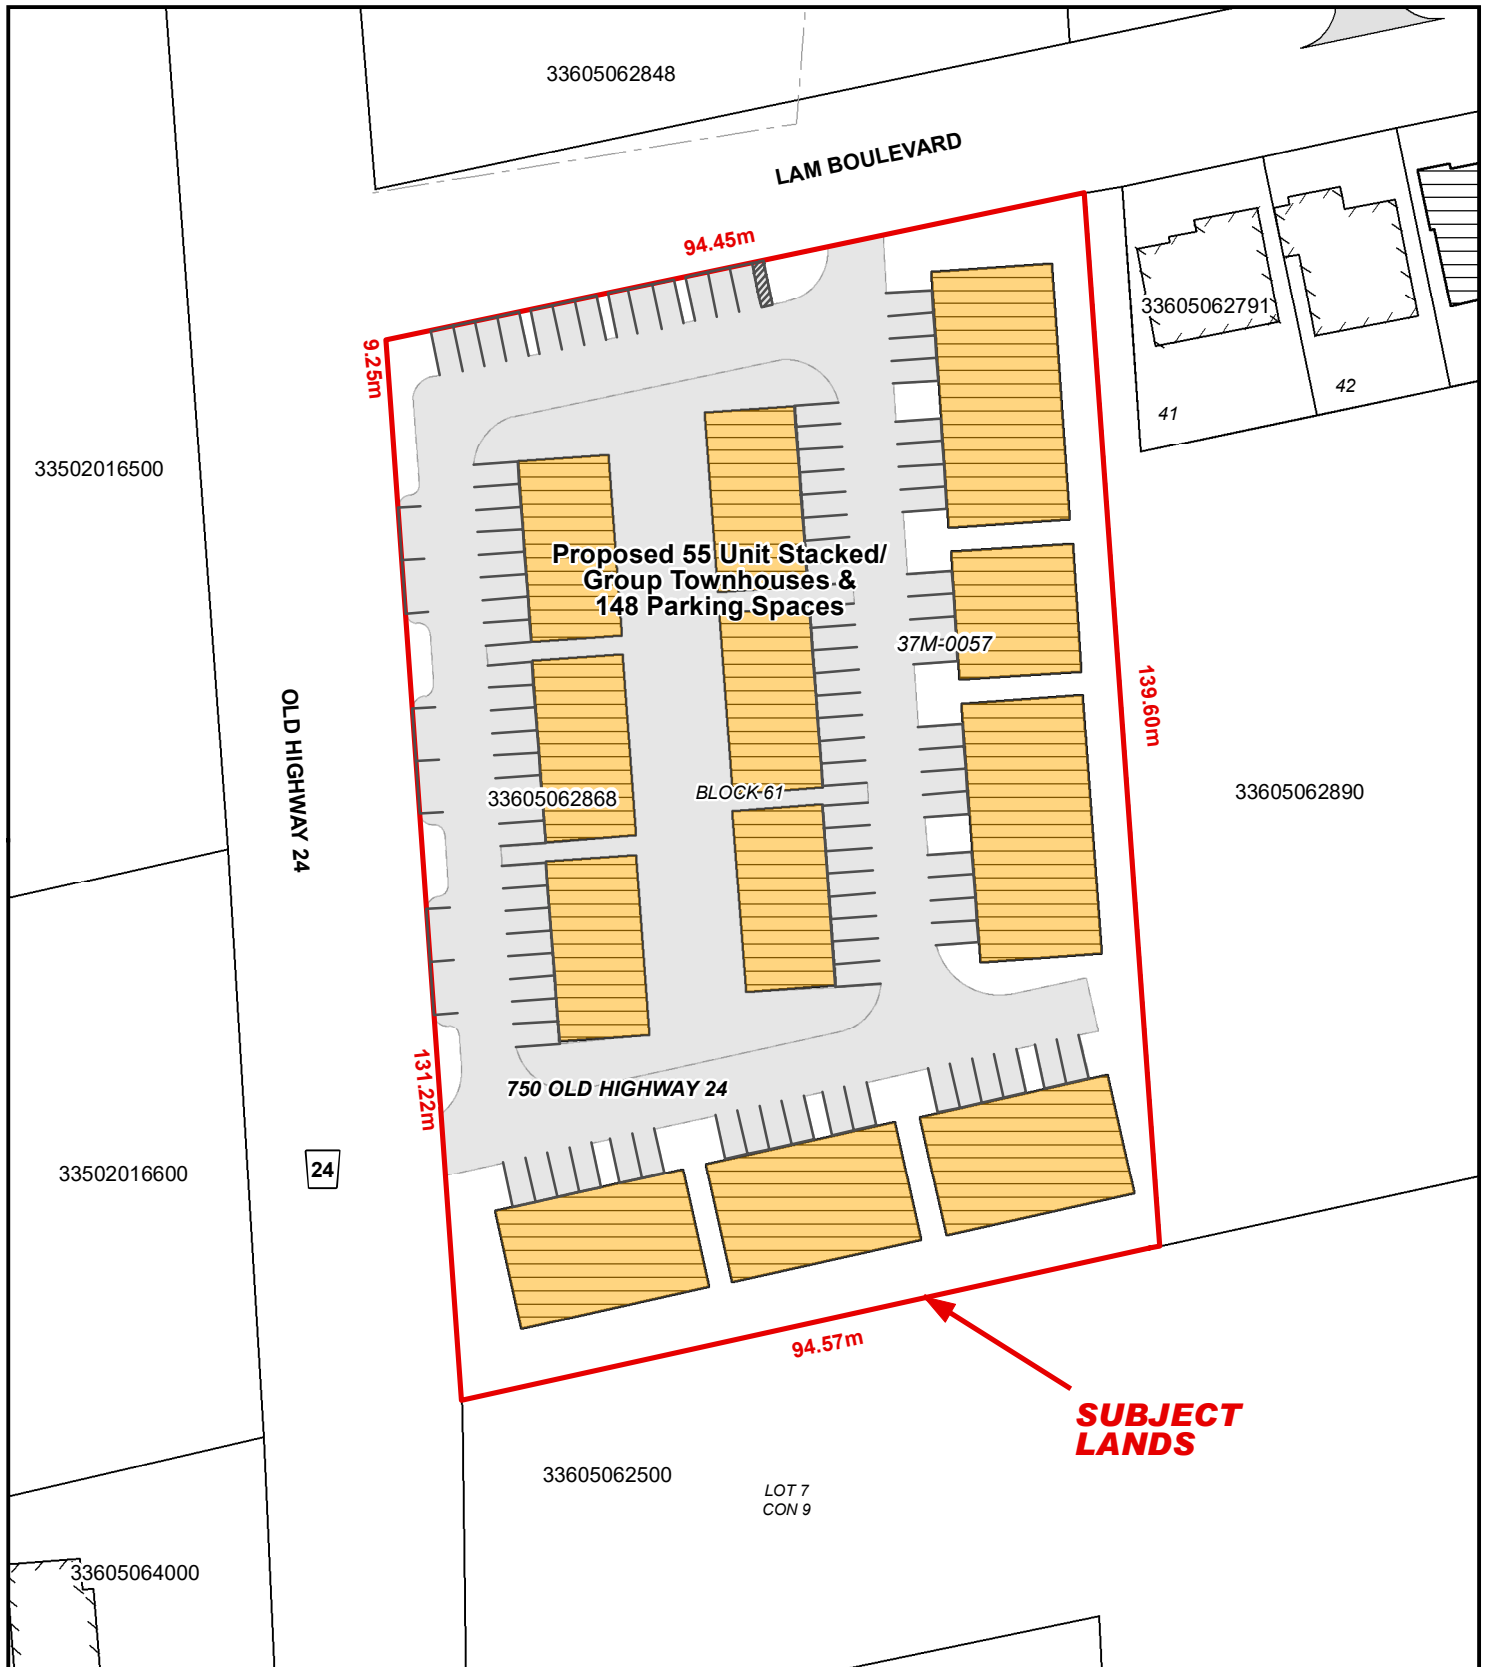 33605062848
LAM BOULEVARD
94.45m
9.25m
33605062791
42
41
33502016500
Proposed 55 Unit Stacked/
Group Townhouses &
148 Parking Spaces
37M-0057
139.60m
OLD HIGHWAY 24
33605062868
BLOCK 61
33605062890
750 OLD HIGHWAY 24
131.22m
33502016600
24
94.57m
SUBJECT
LANDS
33605062500
LOT 7
CON 9
33605064000